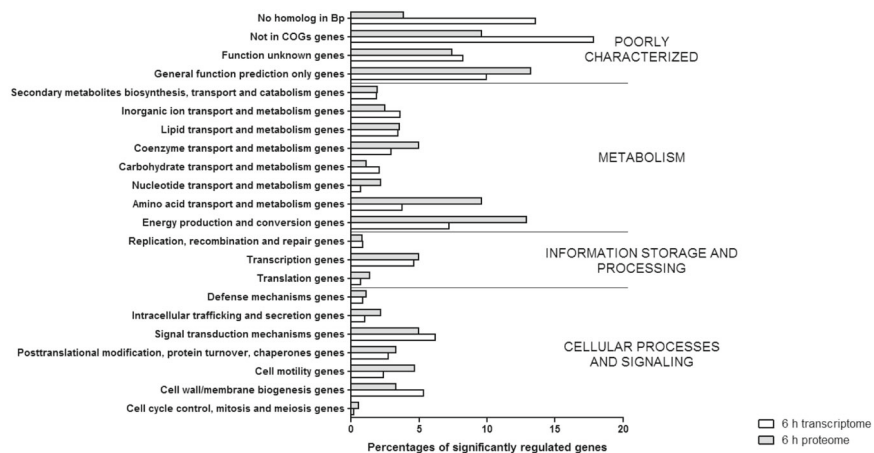 No homolog in Bp
Not in COGs genes
Function unknown genes
General function prediction only genes
POORLY
CHARACTERIZED
Secondary metabolites biosynthesis, transport and catabolism genes
Inorganic ion transport and metabolism genes
Lipid transport and metabolism genes
Coenzyme transport and metabolism genes
Carbohydrate transport and metabolism genes
Nucleotide transport and metabolism genes
Amino acid transport and metabolism genes
Energy production and conversion genes
METABOLISM
Replication, recombination and repair genes
Transcription genes
Translation genes
INFORMATION STORAGE AND
PROCESSING
Defense mechanisms genes
Intracellular trafficking and secretion genes
Signal transduction mechanisms genes
Posttranslational modification, protein turnover, chaperones genes
Cell motility genes
Cell wall/membrane biogenesis genes
Cell cycle control, mitosis and meiosis genes
CELLULAR PROCESSES
AND SIGNALING
0 5 10 15 20
Percentages of significantly regulated genes
6 h transcriptome
6 h proteome